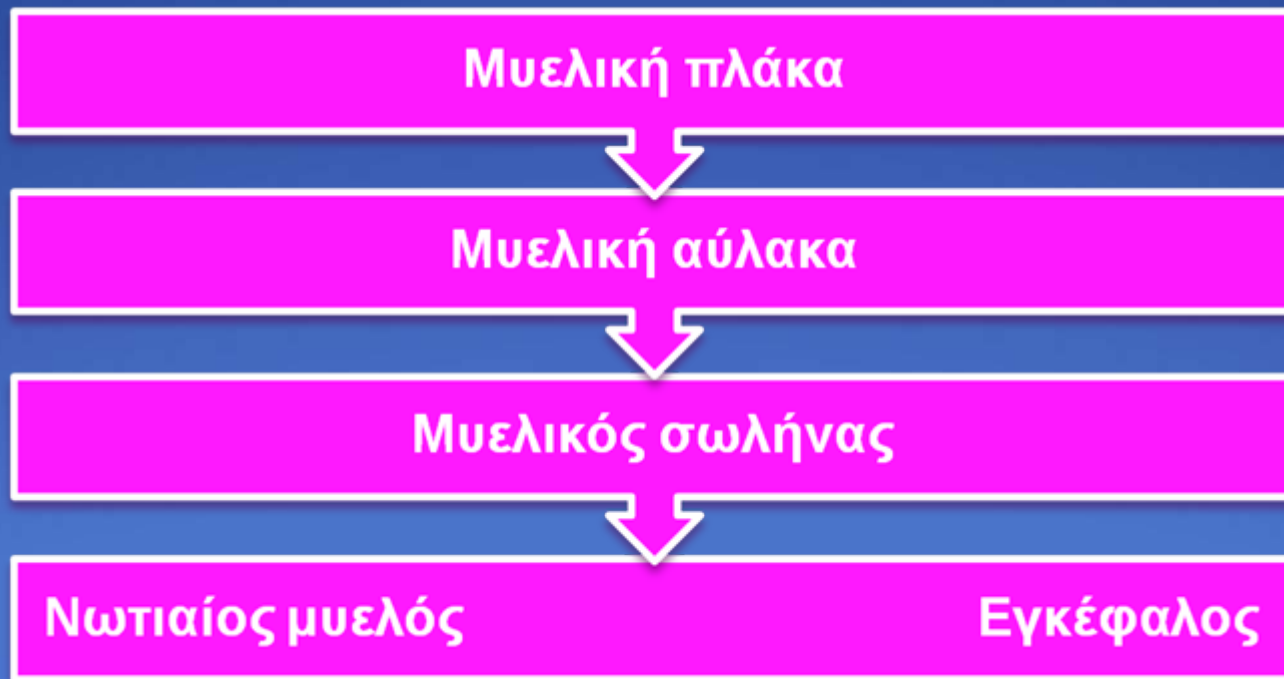 Μυελική πλάκα
Μυελική αύλακα
Μυελικός σωλήνας
Νωτιαίος μυελός Εγκέφαλος